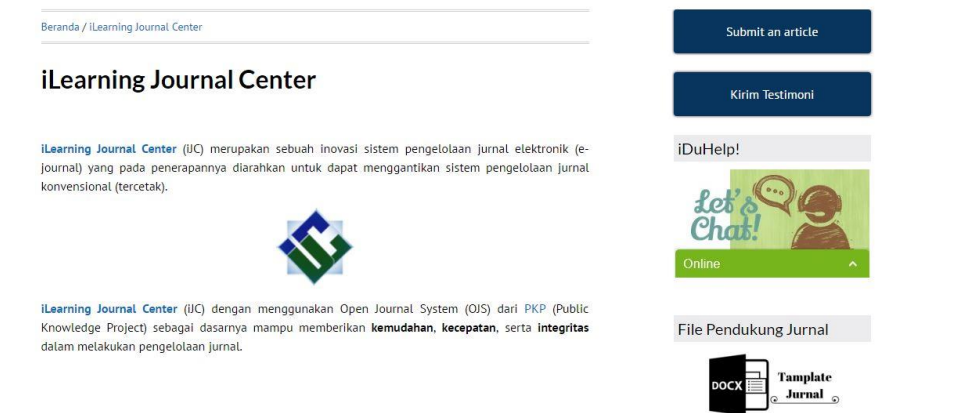 Beranda / iLearning Journal Center
iLearning Journal Center
iLearning Journal Center (iJC) merupakan sebuah inovasi sistem pengelolaan jurnal elektronik (e-
journal) yang pada penerapannya diarahkan untuk dapat menggantikan sistem pengelolaan jurnal
konvensional (tercetak).
iLearning Journal Center (iJC) dengan menggunakan Open Journal System (OJS) dari PKP (Public
Knowledge Project) sebagai dasarnya mampu memberikan kemudahan, kecepatan, serta integritas
dalam melakukan pengelolaan jurnal.
Submit an article
Kirim Testimoni
iDuHelp!
Let's
Chat!
Online
File Pendukung Jurnal
DOCX
Tamplate
Jurnal